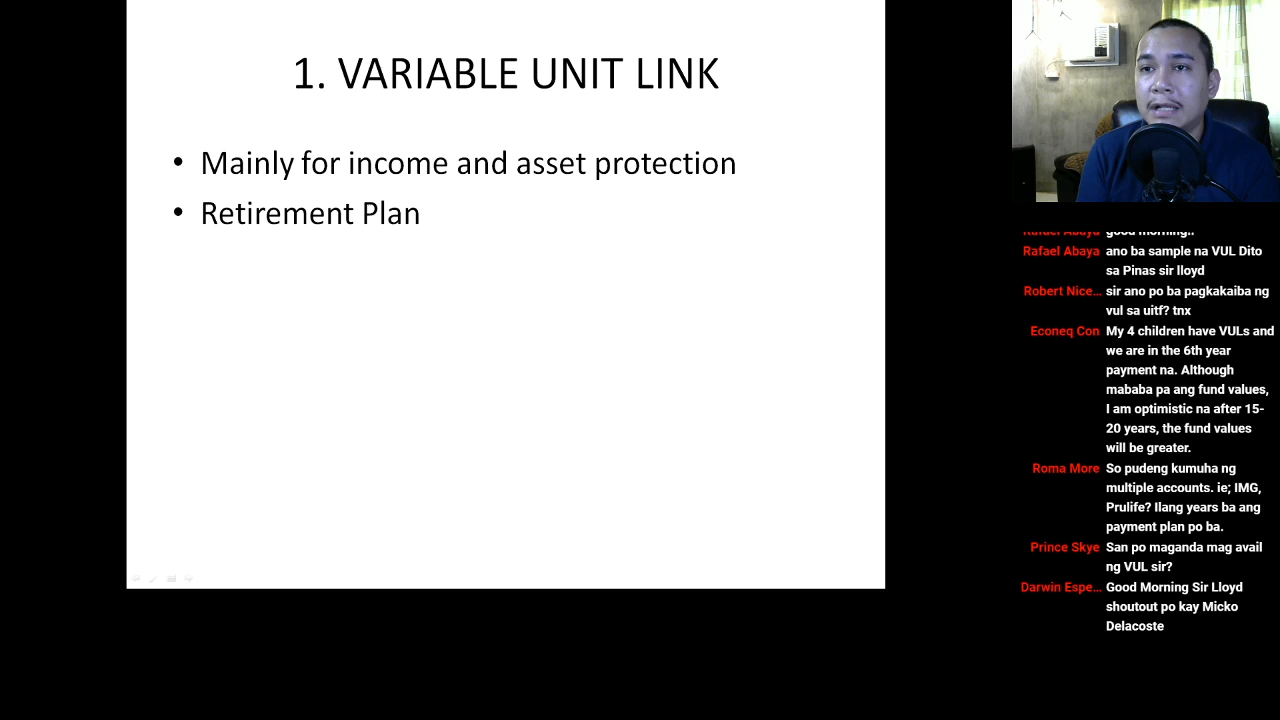 1. VARIABLE UNIT LINK
• Mainly for income and asset protection
• Retirement Plan
Rafael Abaya good morning..
Rafael Abaya ano ba sample na VUL Dito
sa Pinas sir lloyd
Robert Nice... sir ano po ba pagkakaiba ng
vul sa uitf? tnx
Econeq Con My 4 children have VULs and
we are in the 6th year
payment na. Although
mababa pa ang fund values,
I am optimistic na after 15-
20 years, the fund values
will be greater.
Roma More So pudeng kumuha ng
multiple accounts. ie; IMG,
Prulife? Ilang years ba ang
payment plan po ba.
Prince Skye San po maganda mag avail
ng VUL sir?
Darwin Espe... Good Morning Sir Lloyd
shoutout po kay Micko
Delacoste